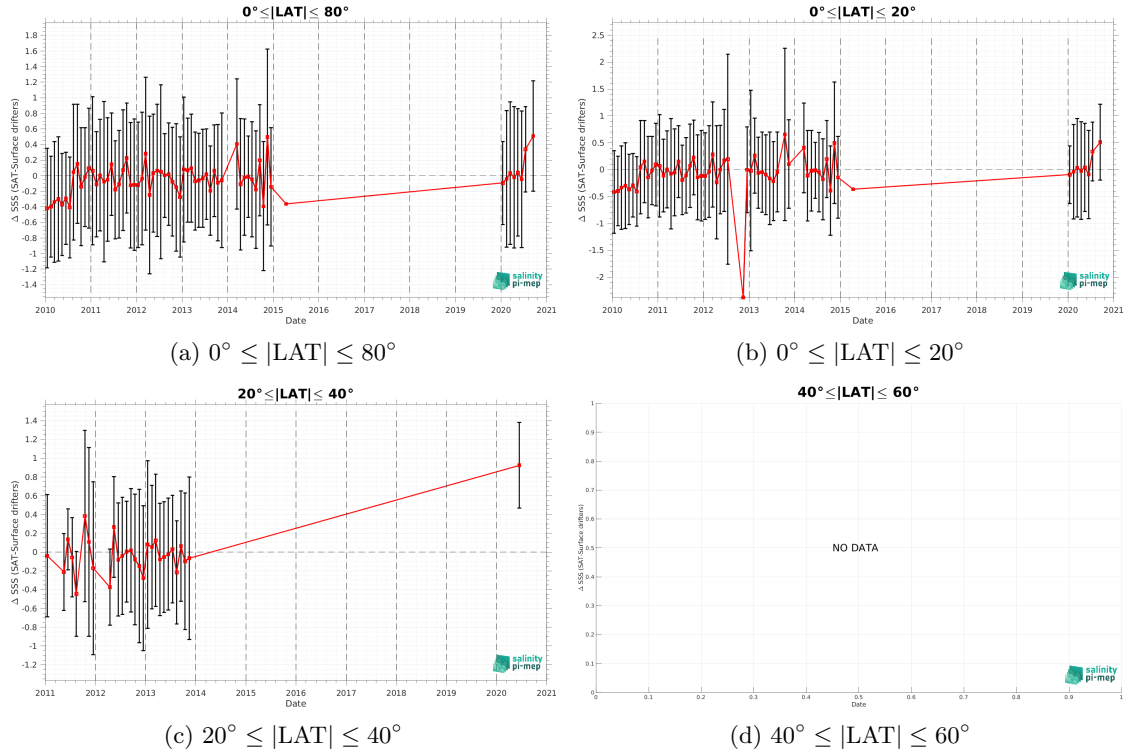 0°≤|LAT|≤ 80°
Δ SSS (SAT-Surface drifters)
1.8
1.6
1.4
1.2
1
0.8
0.6
0.4
0.2
0
-0.2
-0.4
-0.6
-0.8
-1
-1.2
-1.4
2010 2011 2012 2013 2014 2015 2016 2017 2018 2019 2020 2021
Date
salinity
pi-mep
(a) 0° ≤ |LAT| ≤ 80°
0°≤|LAT|≤ 20°
Δ SSS (SAT-Surface drifters)
2.5
2
1.5
1
0.5
0
-0.5
-1
-1.5
-2
2010 2011 2012 2013 2014 2015 2016 2017 2018 2019 2020 2021
Date
salinity
pi-mep
(b) 0° ≤ |LAT| ≤ 20°
20°≤|LAT|≤ 40°
Δ SSS (SAT-Surface drifters)
1.4
1.2
1
0.8
0.6
0.4
0.2
0
-0.2
-0.4
-0.6
-0.8
-1
-1.2
2011 2012 2013 2014 2015 2016 2017 2018 2019 2020 2021
Date
salinity
pi-mep
(c) 20° ≤ |LAT| ≤ 40°
40°≤|LAT|≤ 60°
Δ SSS (SAT-Surface drifters)
1
0.9
0.8
0.7
0.6
0.5
0.4
0.3
0.2
0.1
0
NO DATA
0 0.1 0.2 0.3 0.4 0.5 0.6 0.7 0.8 0.9 1
Date
salinity
pi-mep
(d) 40° ≤ |LAT| ≤ 60°